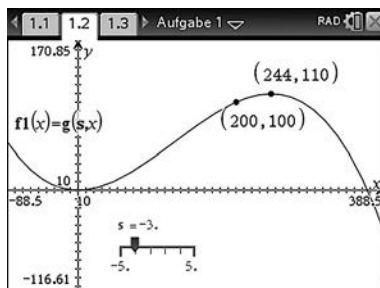 1.1 1.2 1.3 Aufgabe 1 RAD
170.85 y
(244,110)
f1(x)=g(s,x)
(200,100)
10
x
-88.5 10 388.5
s = -3.
-5. 5.
-116.61